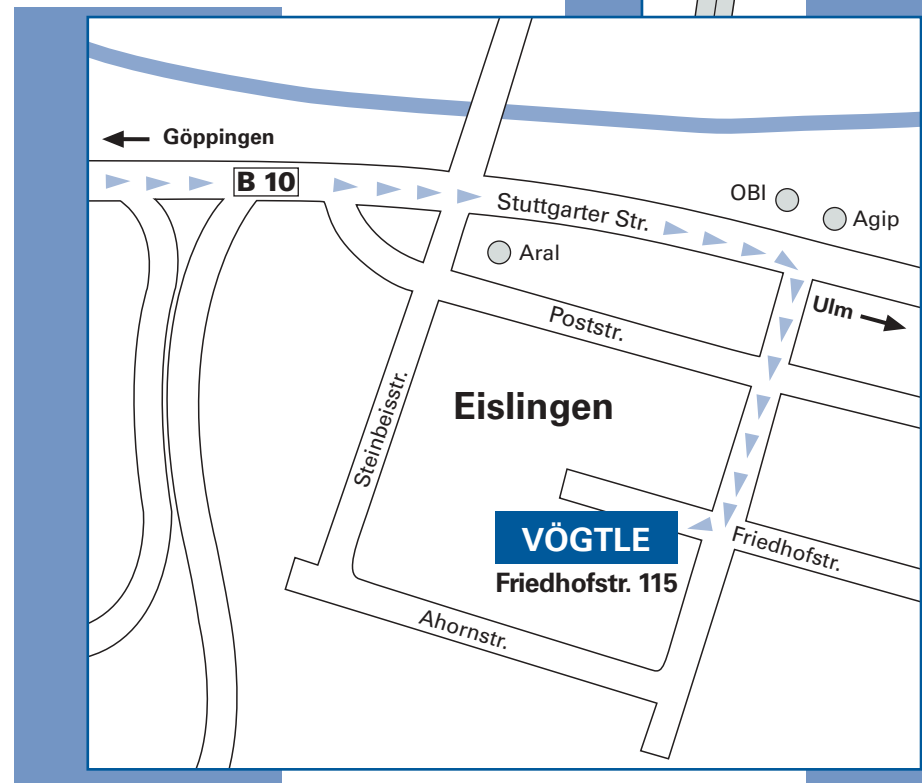 Göppingen
B 10
Stuttgarter Str.
OBI
Agip
Aral
Ulm
Poststr.
Steinbeisstr.
Eislingen
VÖGTLE
Friedhofstr. 115
Friedhofstr.
Ahornstr.